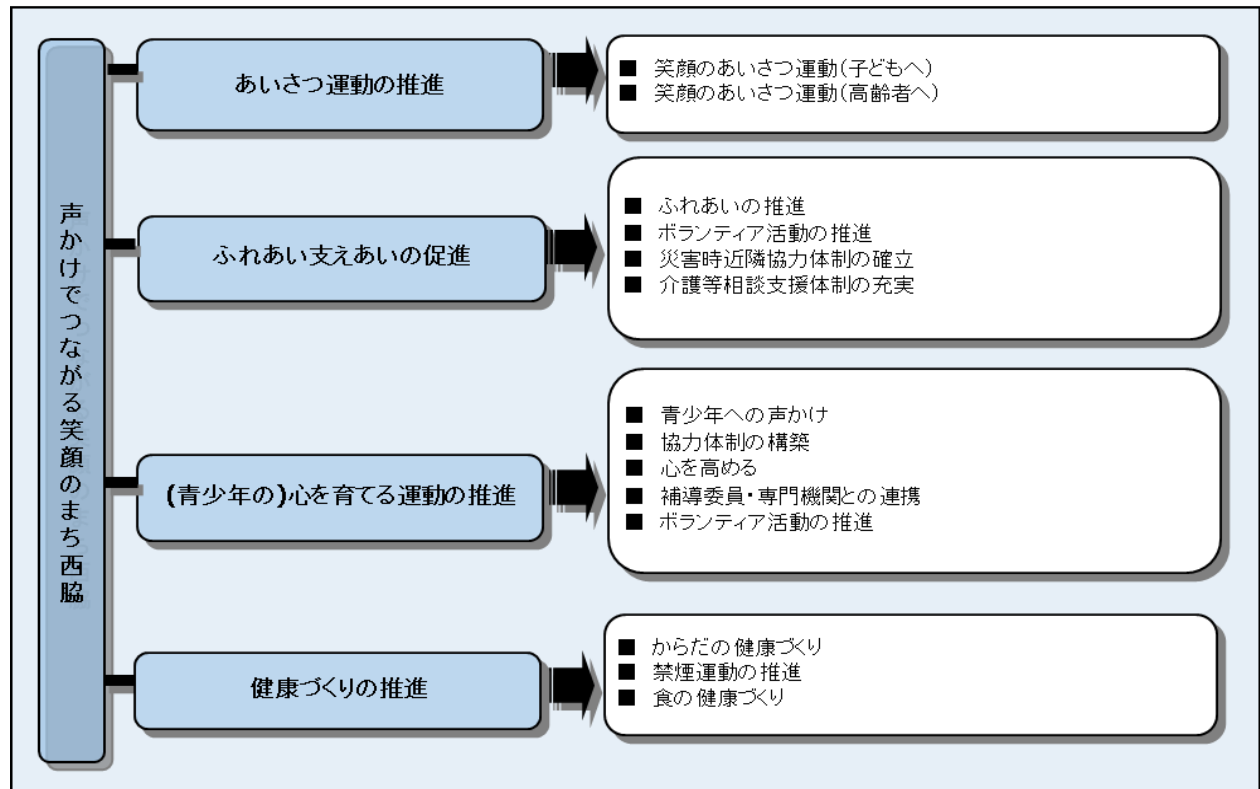 声かけでつながる笑顔のまち西脇
あいさつ運動の推進
■ 笑顔のあいさつ運動(子どもへ)
■ 笑顔のあいさつ運動(高齢者へ)
ふれあい支えあいの促進
■ ふれあいの推進
■ ボランティア活動の推進
■ 災害時近隣協力体制の確立
■ 介護等相談支援体制の充実
(青少年の)心を育てる運動の推進
■ 青少年への声かけ
■ 協力体制の構築
■ 心を高める
■ 補導委員・専門機関との連携
■ ボランティア活動の推進
健康づくりの推進
■ からだの健康づくり
■ 禁煙運動の推進
■ 食の健康づくり